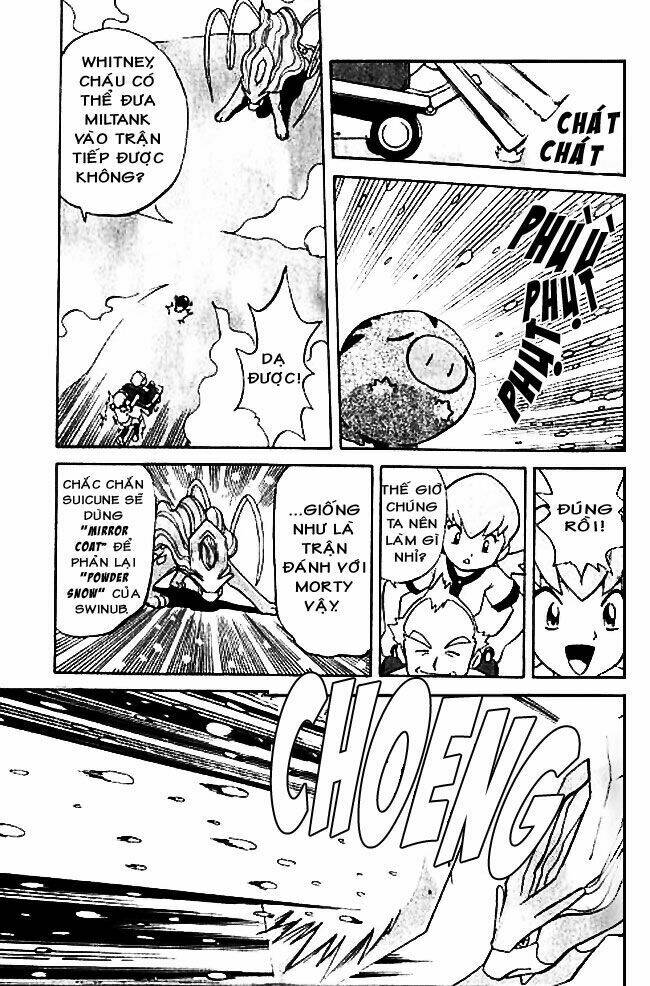 CHÁT
CHÁT
PHÙÙ
PHỤT
PHỤT
WHITNEY,
CHÁU CÓ
THỂ ĐƯA
MILTANK
VÀO TRẬN
TIẾP ĐƯỢC
KHÔNG?
DẠ
ĐƯỢC!
ĐÚNG
RỒI!
THẾ GIỜ
CHÚNG
TA NÊN
LÀM GÌ
NHỈ?
...GIỐNG
NHƯ LÀ
TRẬN
ĐÁNH VỚI
MORTY
VẬY.
CHẮC CHẮN
SUICUNE SẼ
DÙNG
"MIRROR
COAT" ĐỂ
PHẢN LẠI
"POWDER
SNOW" CỦA
SWINUB.
CHOENG